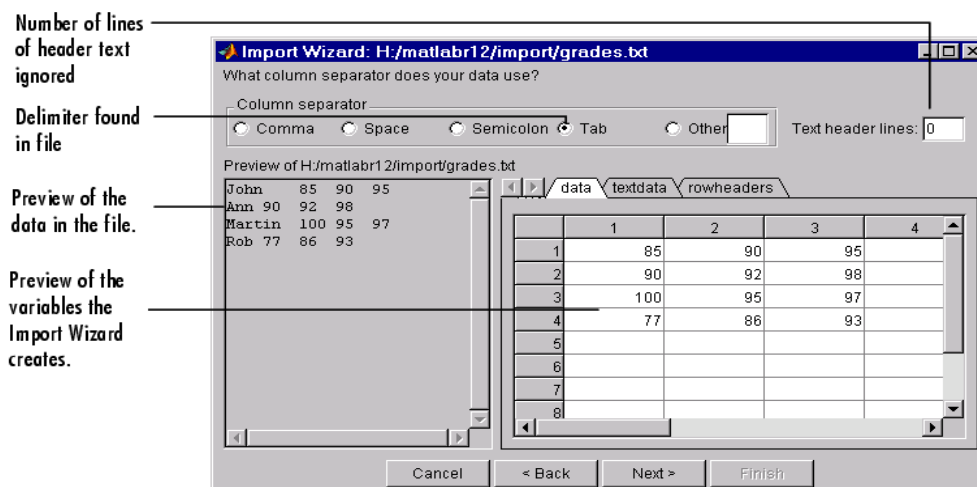 Number of lines
of header text
ignored
Delimiter found
in file
Preview of the
data in the file.
Preview of the
variables the
Import Wizard
creates.
Import Wizard: H:/matlabr12/import/grades.txt
What column separator does your data use?
Column separator
Comma Space Semicolon Tab Other Text header lines: 0
Preview of H:/matlabr12/import/grades.txt
John 85 90 95
Ann 90 92 98
Martin 100 95 97
Rob 77 86 93
data textdata rowheaders
1 2 3 4
1 85 90 95
2 90 92 98
3 100 95 97
4 77 86 93
5
6
7
8
Cancel < Back Next > Finish